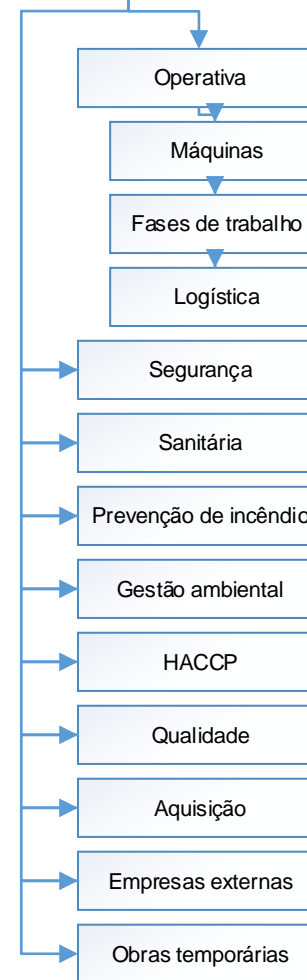 Operativa
Máquinas
Fases de trabalho
Logística
Segurança
Sanitária
Prevenção de incêndio
Gestão ambiental
HACCP
Qualidade
Aquisição
Empresas externas
Obras temporárias